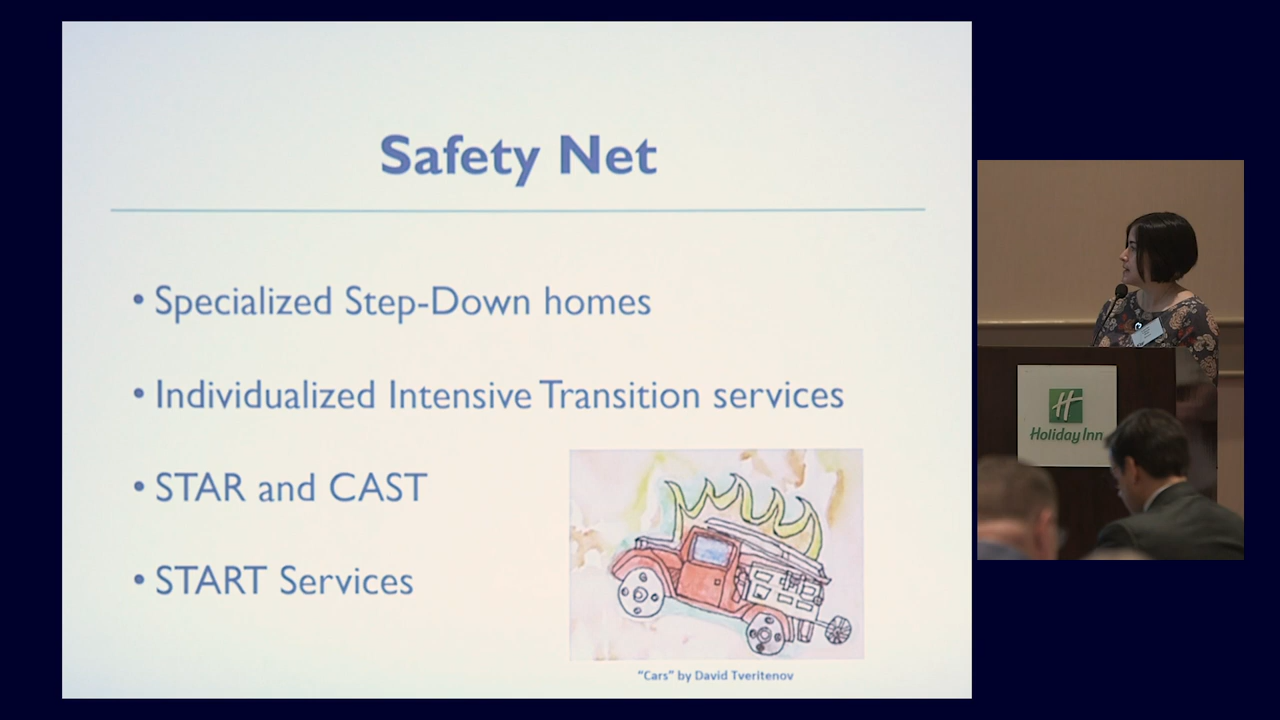 Safety Net
• Specialized Step-Down homes
• Individualized Intensive Transition services
• STAR and CAST
• START Services
"Cars" by David Tveritenov
H
Holiday Inn